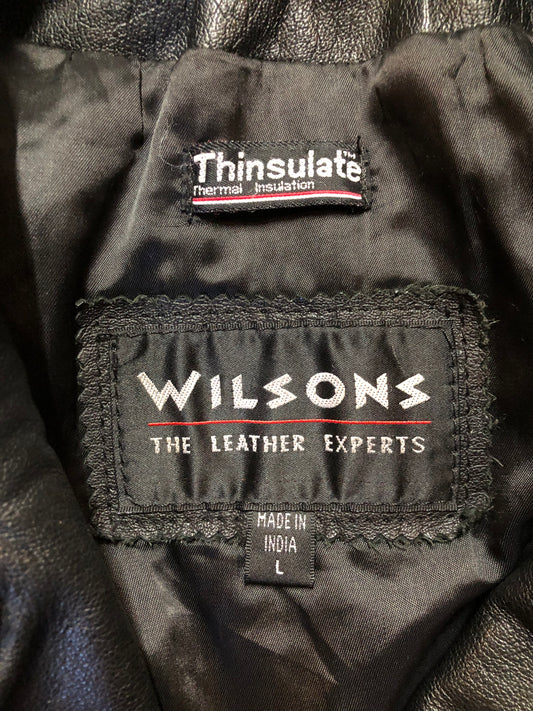 Thinsulate™
Thermal Insulation
WILSONS
THE LEATHER EXPERTS
MADE IN
INDIA
L